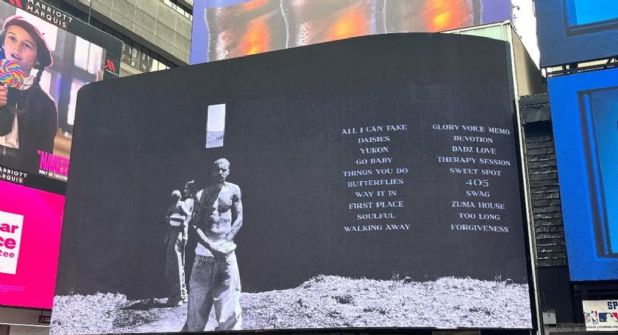 MARRIOTT
MARQUIS
MARRIOTT
MARQUIS
ALL I CAN TAKE
DAISIES
YUKON
GO BABY
THINGS YOU DO
BUTTERFLIES
WAY IT IS
FIRST PLACE
SOULFUL
WALKING AWAY
GLORY VOICE MEMO
DEVOTION
DADZ LOVE
THERAPY SESSION
SWEET SPOT
405
SWAG
ZUMA HOUSE
TOO LONG
FORGIVENESS